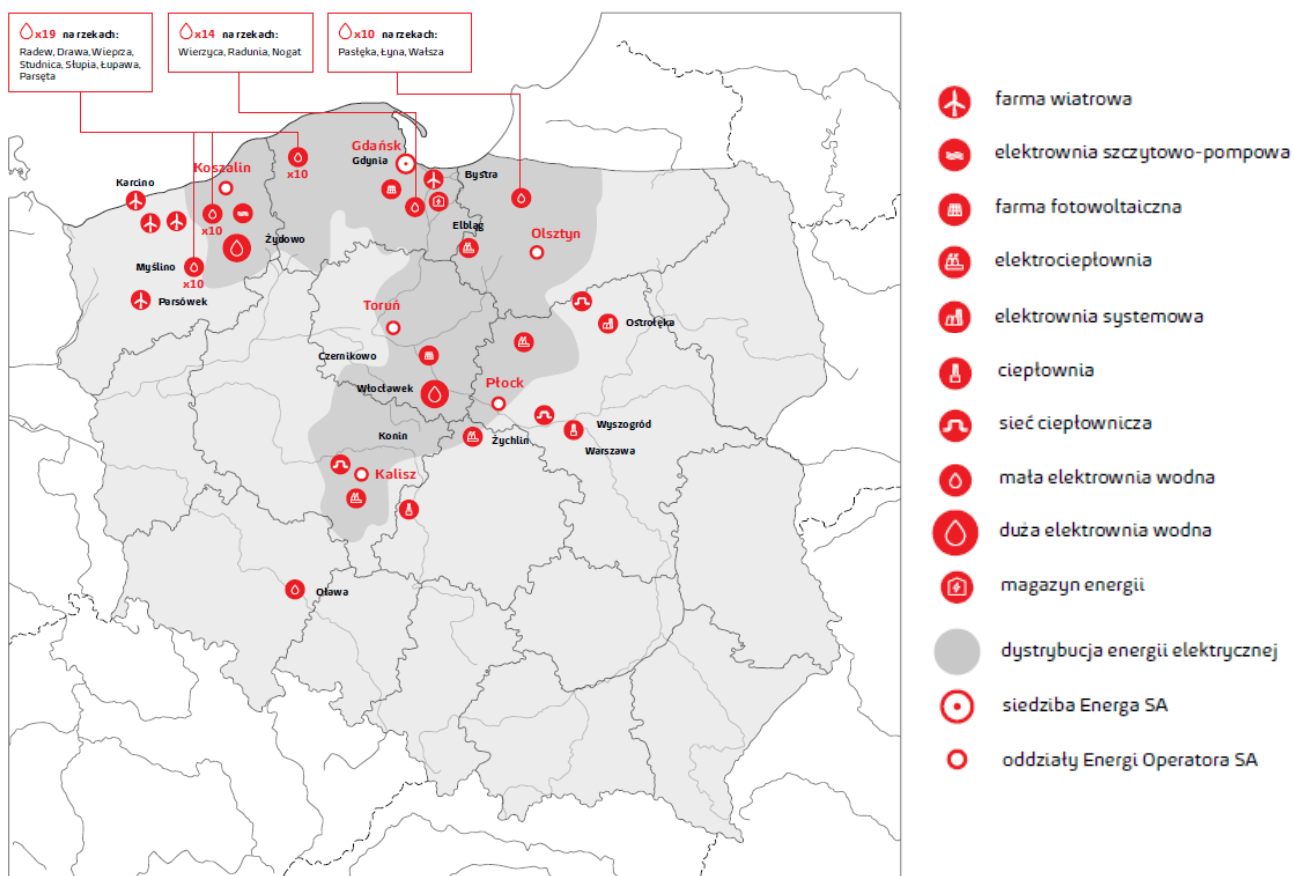 x19 na rzekach:
Radew, Drawa, Wieprza,
Studnica, Słupia, Łupawa,
Parsęta
x14 na rzekach:
Wierzyca, Radunia, Nogat
x10 na rzekach:
Pasłęka, Łyna, Wałsza
Gdańsk
Gdynia
Koszalin
x10
Karcino
Bystra
x10
Elbląg
Olsztyn
Żydowo
Myślino
x10
Parsówek
Toruń
Ostrołęka
Czernikowo
Włocławek
Płock
Wyszogród
Konin
Żychlin
Warszawa
Kalisz
Oława
farma wiatrowa
elektrownia szczytowo-pompowa
farma fotowoltaiczna
elektrociepłownia
elektrownia systemowa
ciepłownia
sieć ciepłownicza
mała elektrownia wodna
duża elektrownia wodna
magazyn energii
dystrybucja energii elektrycznej
siedziba Energa SA
oddziały Energi Operatora SA